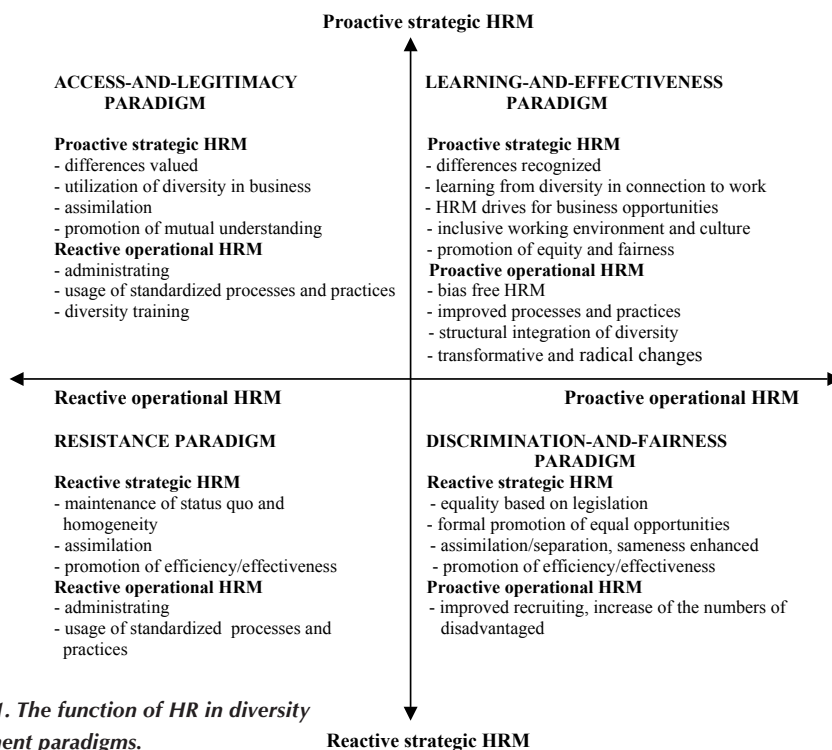 Proactive strategic HRM
ACCESS-AND-LEGITIMACY
PARADIGM
Proactive strategic HRM
- differences valued
- utilization of diversity in business
- assimilation
- promotion of mutual understanding
Reactive operational HRM
- administrating
- usage of standardized processes and practices
- diversity training
LEARNING-AND-EFFECTIVENESS
PARADIGM
Proactive strategic HRM
- differences recognized
- learning from diversity in connection to work
- HRM drives for business opportunities
- inclusive working environment and culture
- promotion of equity and fairness
Proactive operational HRM
- bias free HRM
- improved processes and practices
- structural integration of diversity
- transformative and radical changes
Reactive operational HRM
Proactive operational HRM
RESISTANCE PARADIGM
Reactive strategic HRM
- maintenance of status quo and
homogeneity
- assimilation
- promotion of efficiency/effectiveness
Reactive operational HRM
- administrating
- usage of standardized processes and
practices
DISCRIMINATION-AND-FAIRNESS
PARADIGM
Reactive strategic HRM
- equality based on legislation
- formal promotion of equal opportunities
- assimilation/separation, sameness enhanced
- promotion of efficiency/effectiveness
Proactive operational HRM
- improved recruiting, increase of the numbers of
disadvantaged
1. The function of HR in diversity
paradigms.
Reactive strategic HRM